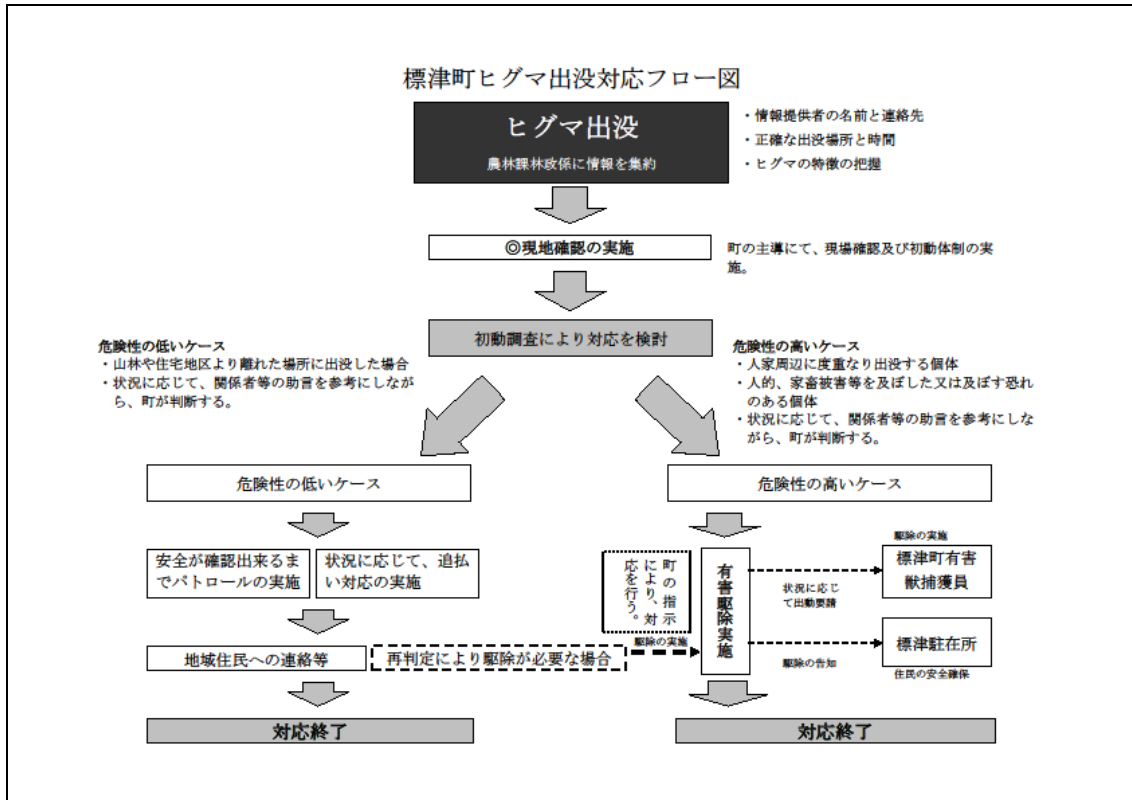 標津町ヒグマ出没対応フロー図
ヒグマ出没
農林課林政係に情報を集約
・情報提供者の名前と連絡先
・正確な出没場所と時間
・ヒグマの特徴の把握
◎現地確認の実施
町の主導にて、現場確認及び初動体制の実
施。
初動調査により対応を検討
危険性の低いケース
・山林や住宅地区より離れた場所に出没した場合
・状況に応じて、関係者等の助言を参考にしなが
ら、町が判断する。
危険性の高いケース
・人家周辺に度重なり出没する個体
・人的、家畜被害等を及ぼした又は及ぼす恐れ
のある個体
・状況に応じて、関係者等の助言を参考にしな
がら、町が判断する。
危険性の低いケース
安全が確認出来るま
でパトロールの実施
状況に応じて、追払
い対応の実施
地域住民への連絡等
再判定により駆除が必要な場合
対応終了
危険性の高いケース
町の指示
により、対
応を行う。
駆除の実施
有害駆除実施
状況に応じ
て出動要請
駆除の実施
標津町有害
獣捕獲員
駆除の告知
標津駐在所
住民の安全確保
対応終了